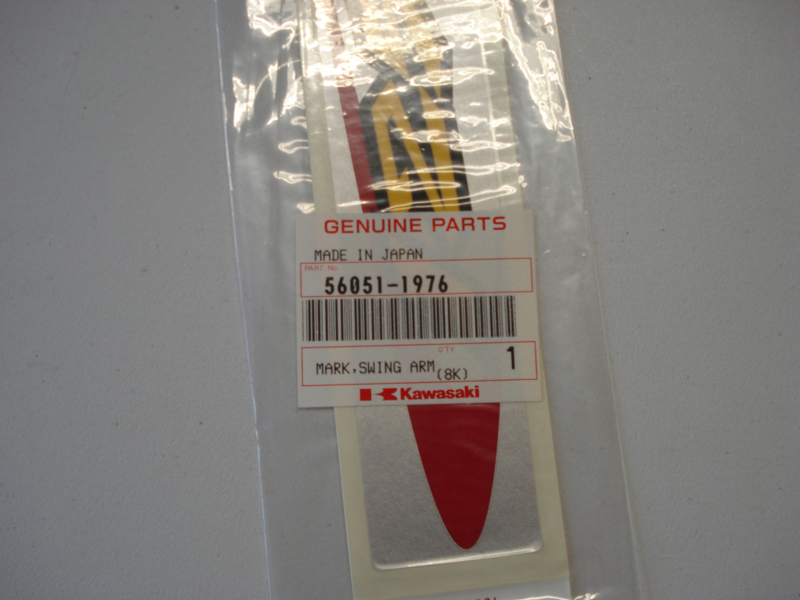 GENUINE PARTS
MADE IN JAPAN
PART. No.
56051-1976
QTY.
MARK,SWING ARM(8K) 1
Kawasaki